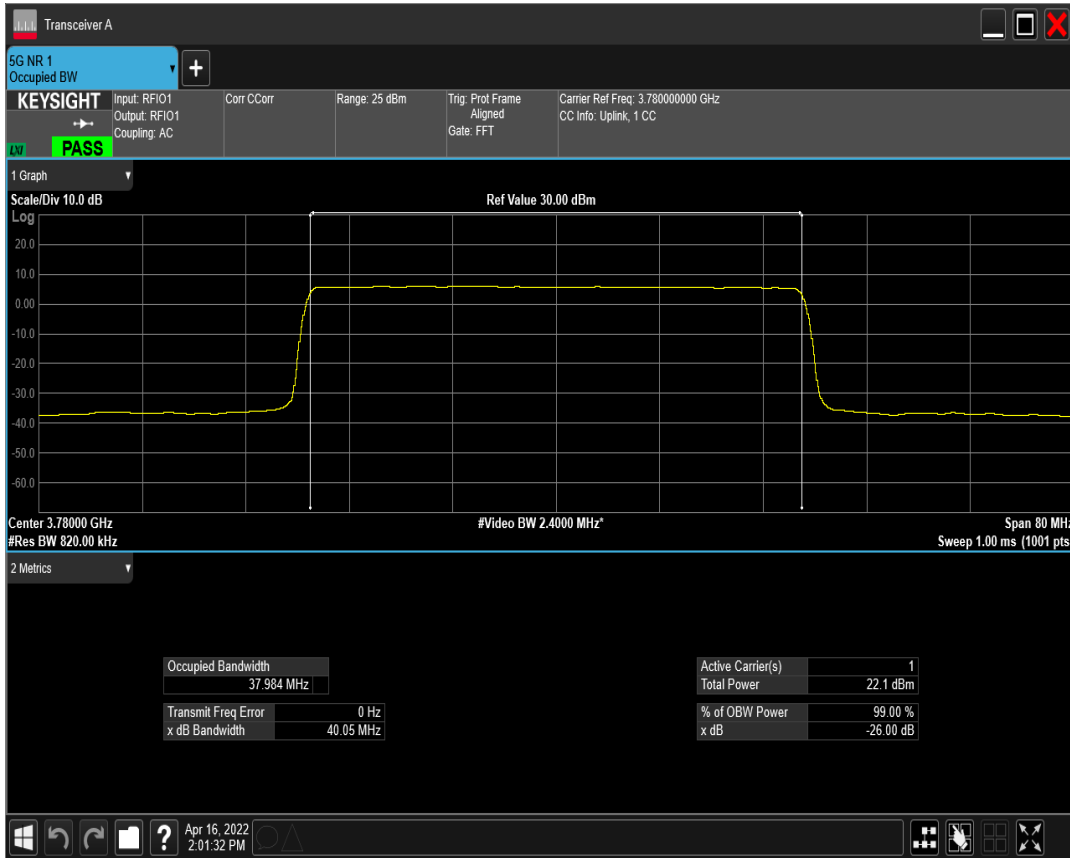 Transceiver A
5G NR 1
Occupied BW
KEYSIGHT
LXI
PASS
Input: RFIO1
Output: RFIO1
Coupling: AC
Corr CCorr
Range: 25 dBm
Trig: Prot Frame
Aligned
Gate: FFT
Carrier Ref Freq: 3.780000000 GHz
CC Info: Uplink, 1 CC
1 Graph
Scale/Div 10.0 dB
Ref Value 30.00 dBm
Log
20.0
10.0
0.00
-10.0
-20.0
-30.0
-40.0
-50.0
-60.0
Center 3.78000 GHz
#Video BW 2.4000 MHz*
Span 80 MHz
#Res BW 820.00 kHz
Sweep 1.00 ms (1001 pts
2 Metrics
Occupied Bandwidth
37.984 MHz
Transmit Freq Error 0 Hz
x dB Bandwidth 40.05 MHz
Active Carrier(s) 1
Total Power 22.1 dBm
% of OBW Power 99.00 %
x dB -26.00 dB
?
Apr 16, 2022
2:01:32 PM